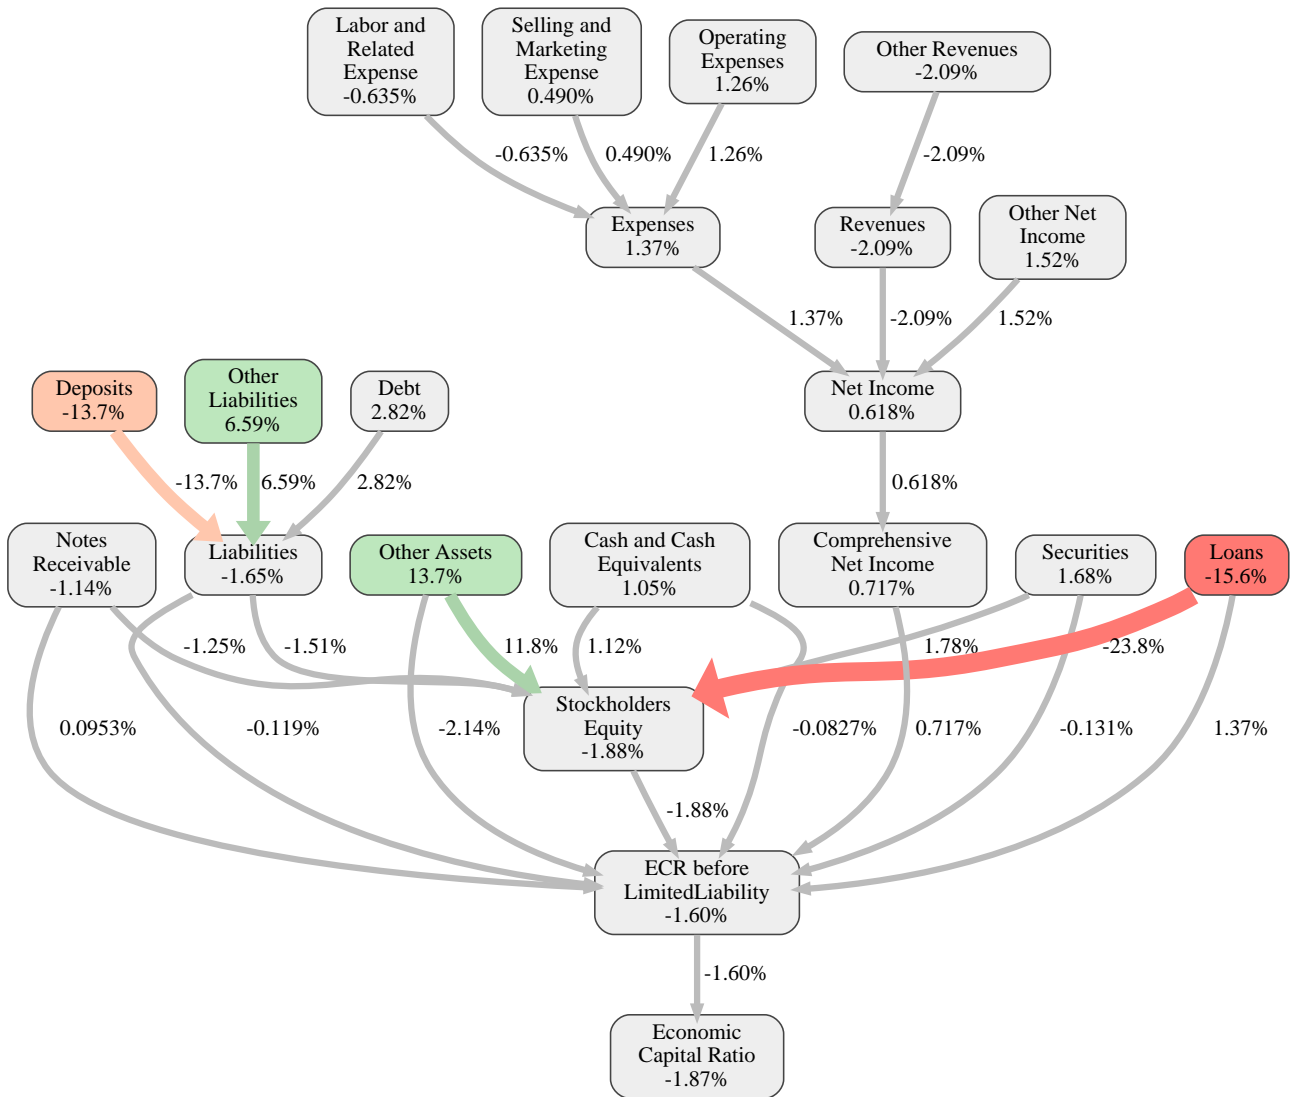 Labor and
Related
Expense
-0.635%
Selling and
Marketing
Expense
0.490%
Operating
Expenses
1.26%
Other Revenues
-2.09%
-0.635%
0.490%
1.26%
-2.09%
Expenses
1.37%
Revenues
-2.09%
Other Net
Income
1.52%
1.37%
-2.09%
1.52%
Deposits
-13.7%
Other
Liabilities
6.59%
Debt
2.82%
Net Income
0.618%
-13.7%
6.59%
2.82%
0.618%
Notes
Receivable
-1.14%
Liabilities
-1.65%
Other Assets
13.7%
Cash and Cash
Equivalents
1.05%
Comprehensive
Net Income
0.717%
Securities
1.68%
Loans
-15.6%
-1.25%
-1.51%
11.8%
1.12%
1.78%
-23.8%
Stockholders
Equity
-1.88%
0.0953%
-0.119%
-2.14%
-0.0827%
0.717%
-0.131%
1.37%
-1.88%
ECR before
LimitedLiability
-1.60%
-1.60%
Economic
Capital Ratio
-1.87%